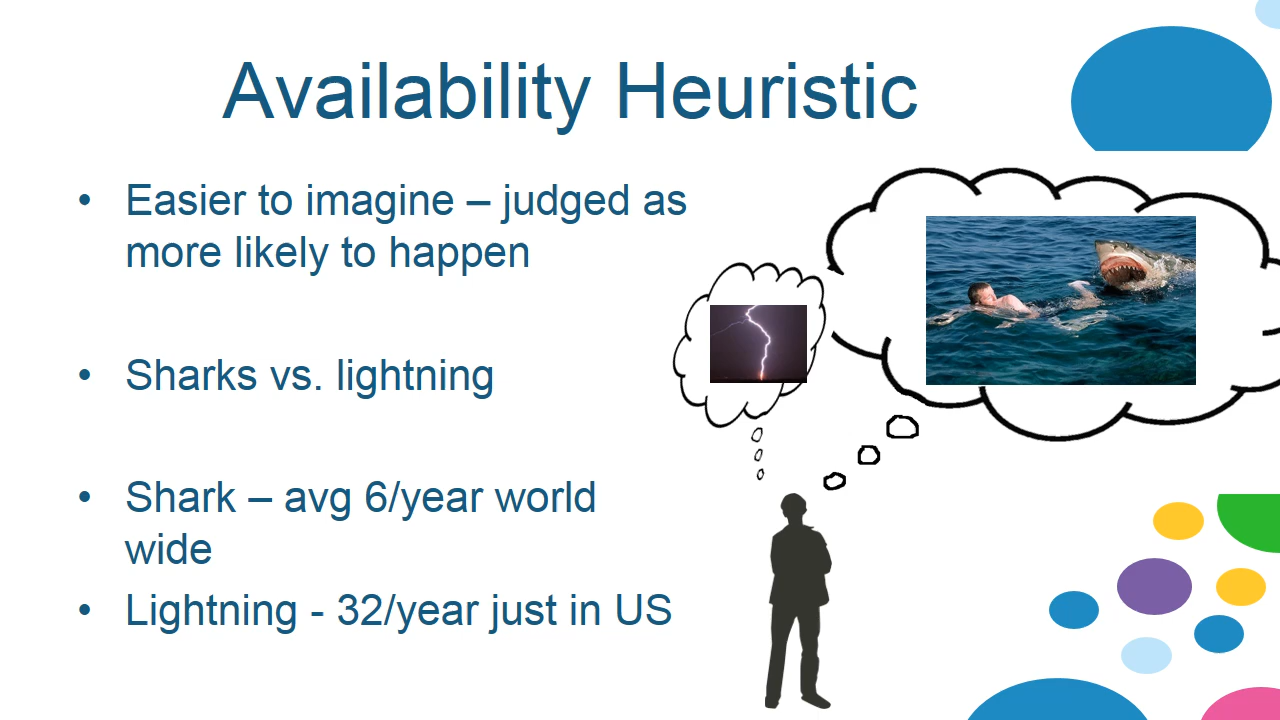 Availability Heuristic
• Easier to imagine – judged as
more likely to happen
• Sharks vs. lightning
• Shark – avg 6/year world
wide
• Lightning - 32/year just in US